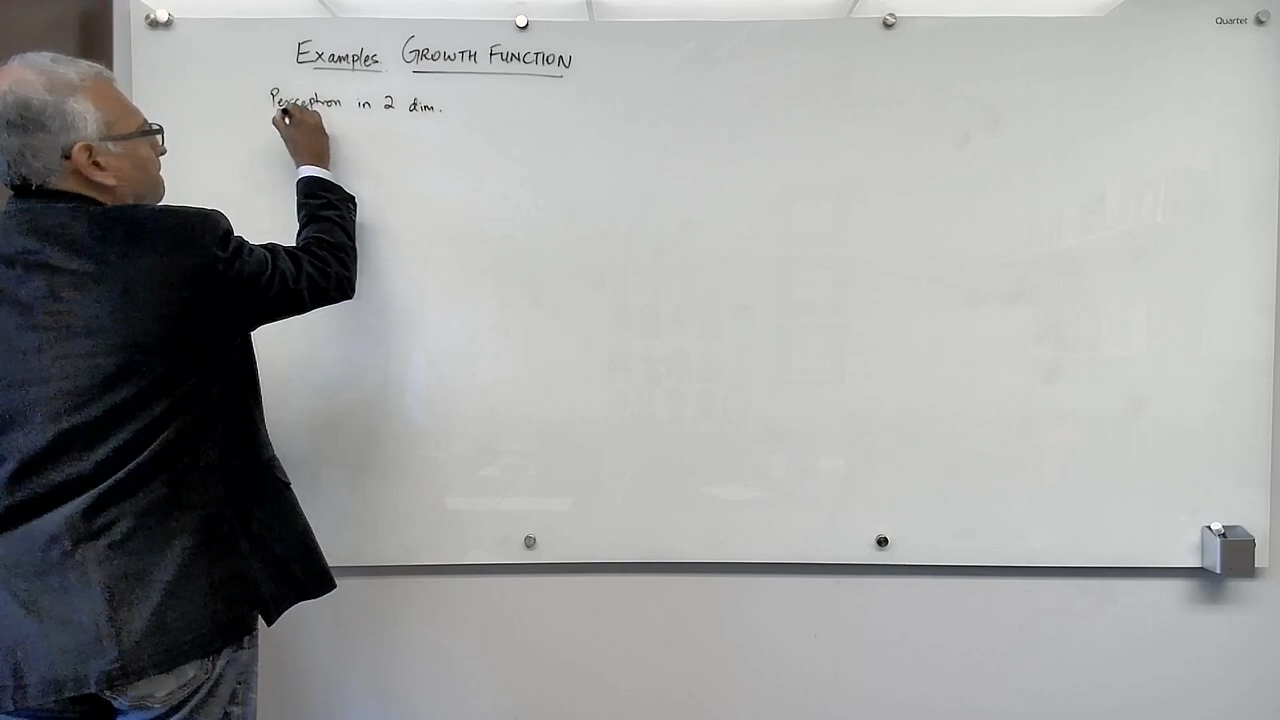 Examples. GROWTH FUNCTION
Quartet
Perceptron in 2 dim.